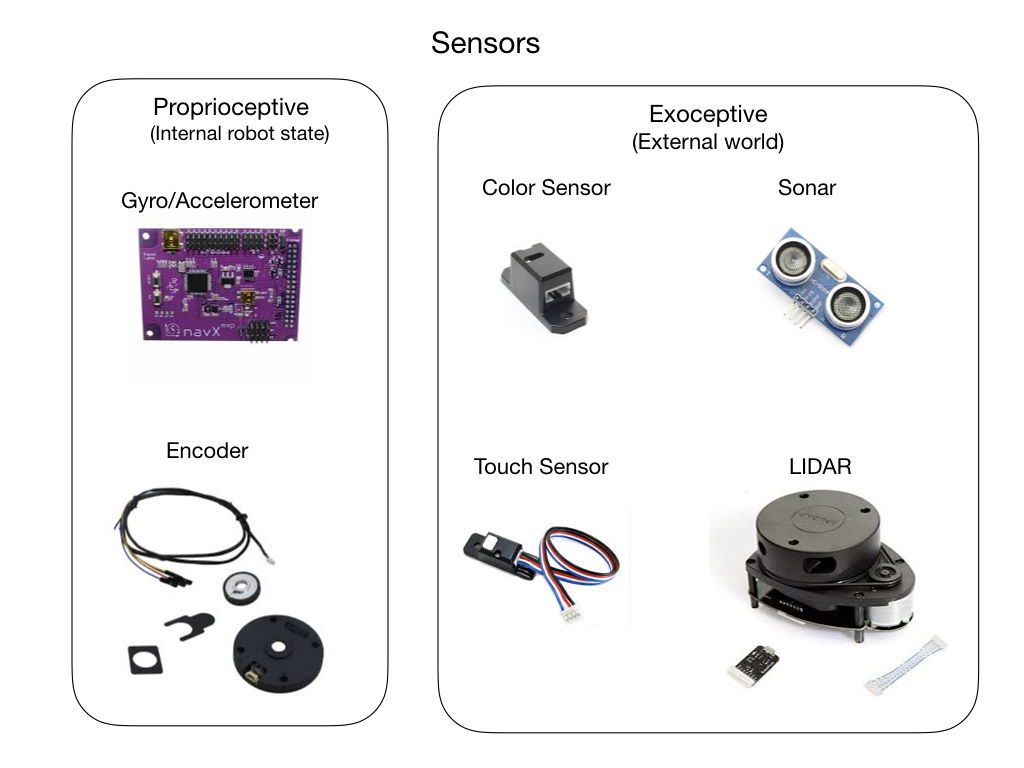 Sensors
Proprioceptive
(Internal robot state)
Gyro/Accelerometer
navX
mxp
Encoder
Exoceptive
(External world)
Color Sensor
Sonar
Touch Sensor
LIDAR